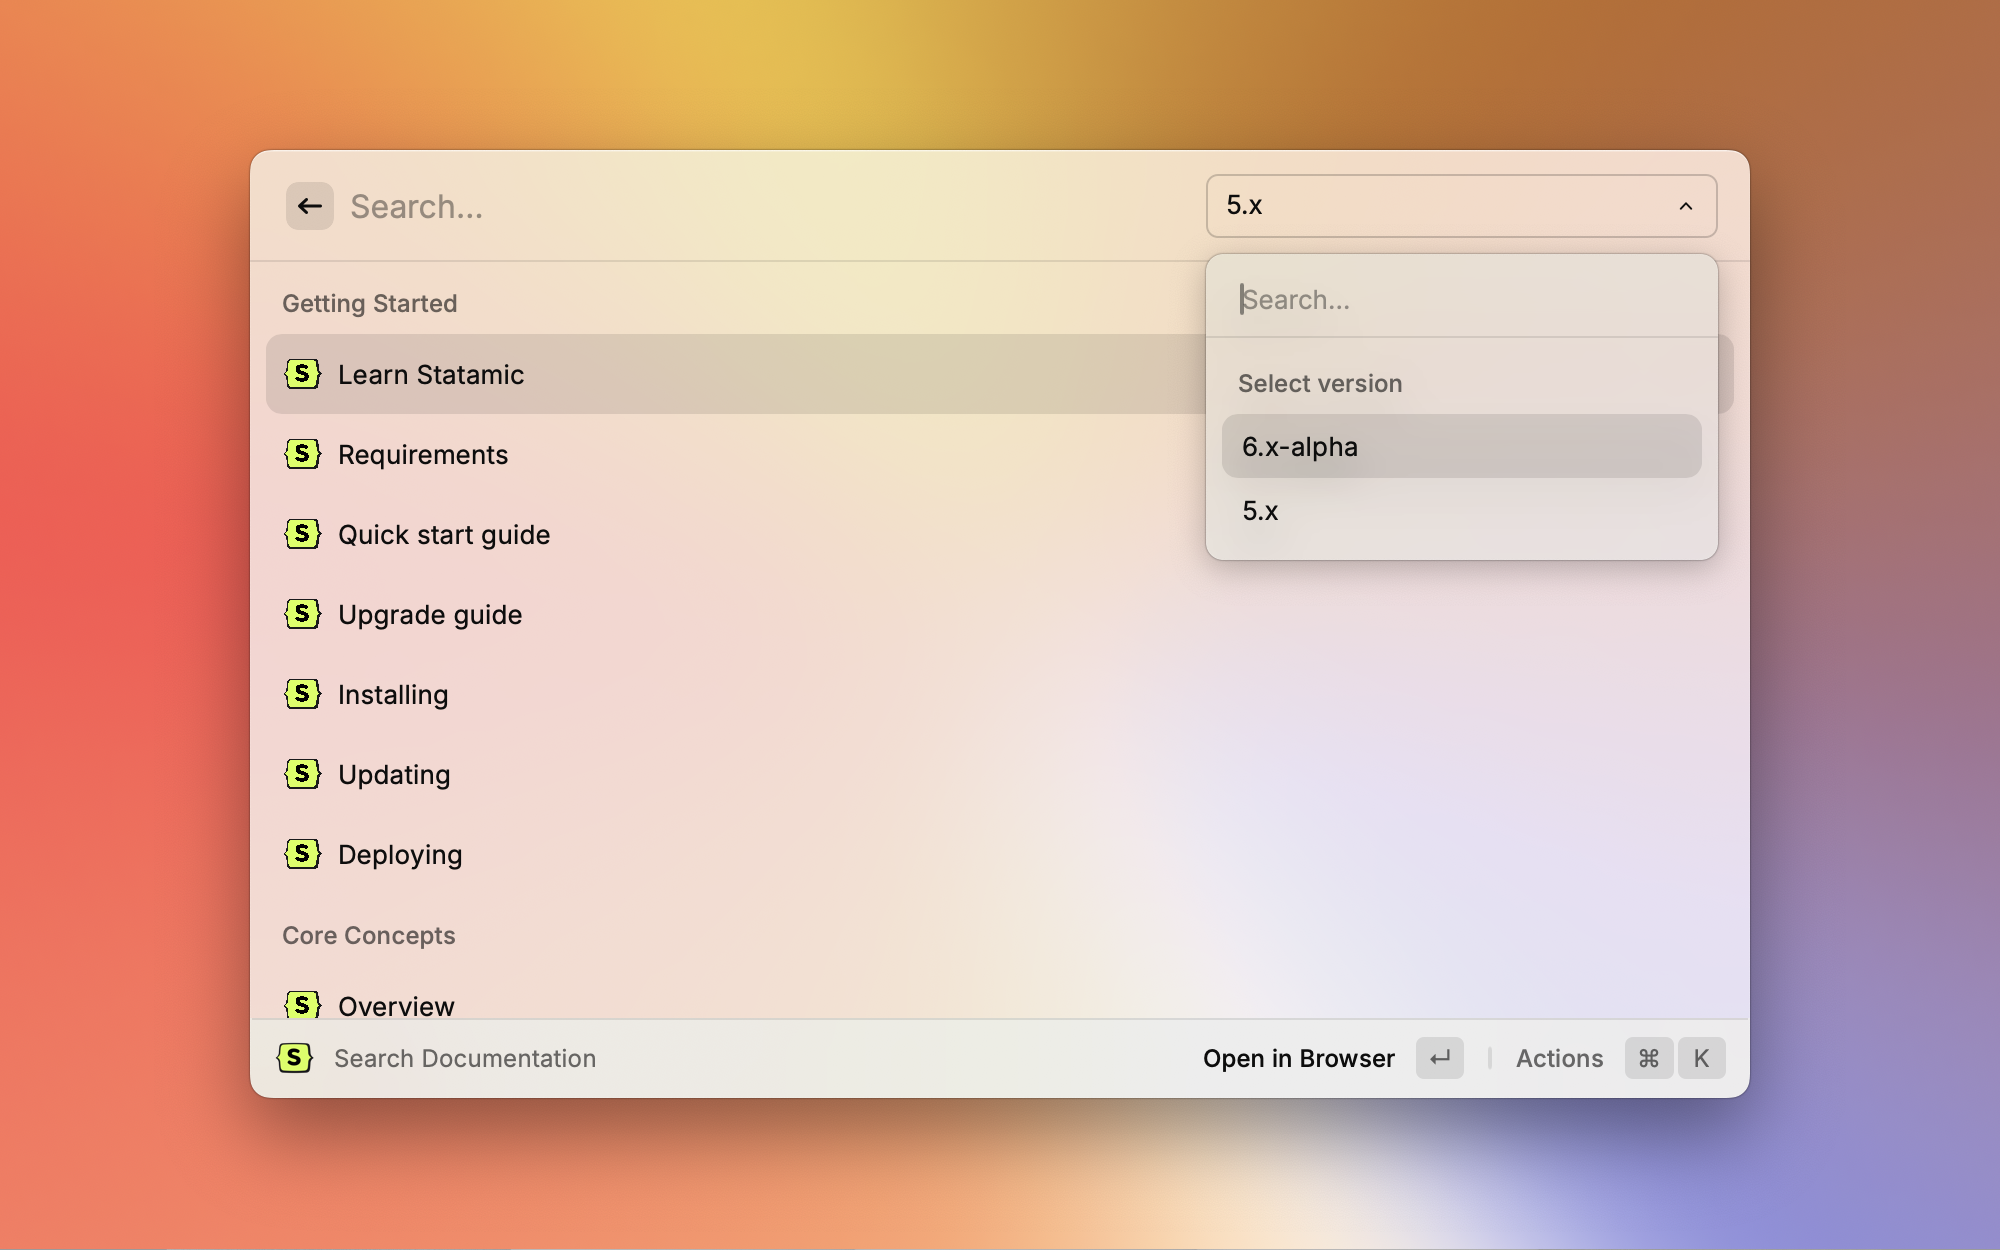 Search...
5.x
Search...
Select version
6.x-alpha
5.x
Getting Started
S Learn Statamic
S Requirements
S Quick start guide
S Upgrade guide
S Installing
S Updating
S Deploying
Core Concepts
S Overview
S Search Documentation
Open in Browser ↵ Actions ⌘ K